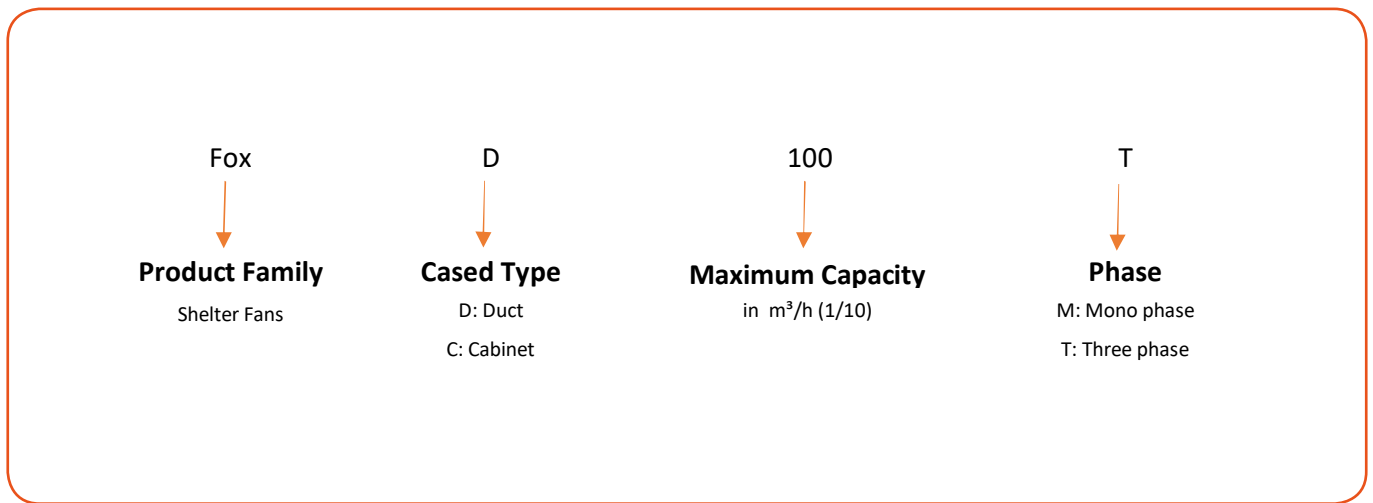 Fox D 100 T
Product Family Cased Type Maximum Capacity Phase
Shelter Fans D: Duct in m³/h (1/10) M: Mono phase
C: Cabinet T: Three phase